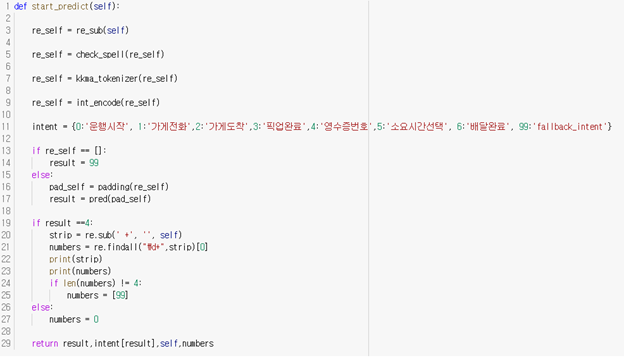 1 def start_predict(self):
2
3 re_self = re_sub(self)
4
5 re_self = check_spell(re_self)
6
7 re_self = kkma_tokenizer(re_self)
8
9 re_self = int_encode(re_self)
10
11 intent = {0:'운행시작', 1:'가게전화',2:'가게도착',3:'픽업완료',4:'영수증번호',5:'소요시간선택', 6:'배달완료', 99:'fallback_intent'}
12
13 if re_self == []:
14 result = 99
15 else:
16 pad_self = padding(re_self)
17 result = pred(pad_self)
18
19 if result ==4:
20 strip = re.sub(' +', '', self)
21 numbers = re.findall("₩d+",strip)[0]
22 print(strip)
23 print(numbers)
24 if len(numbers) != 4:
25 numbers = [99]
26 else:
27 numbers = 0
28
29 return result,intent[result],self,numbers